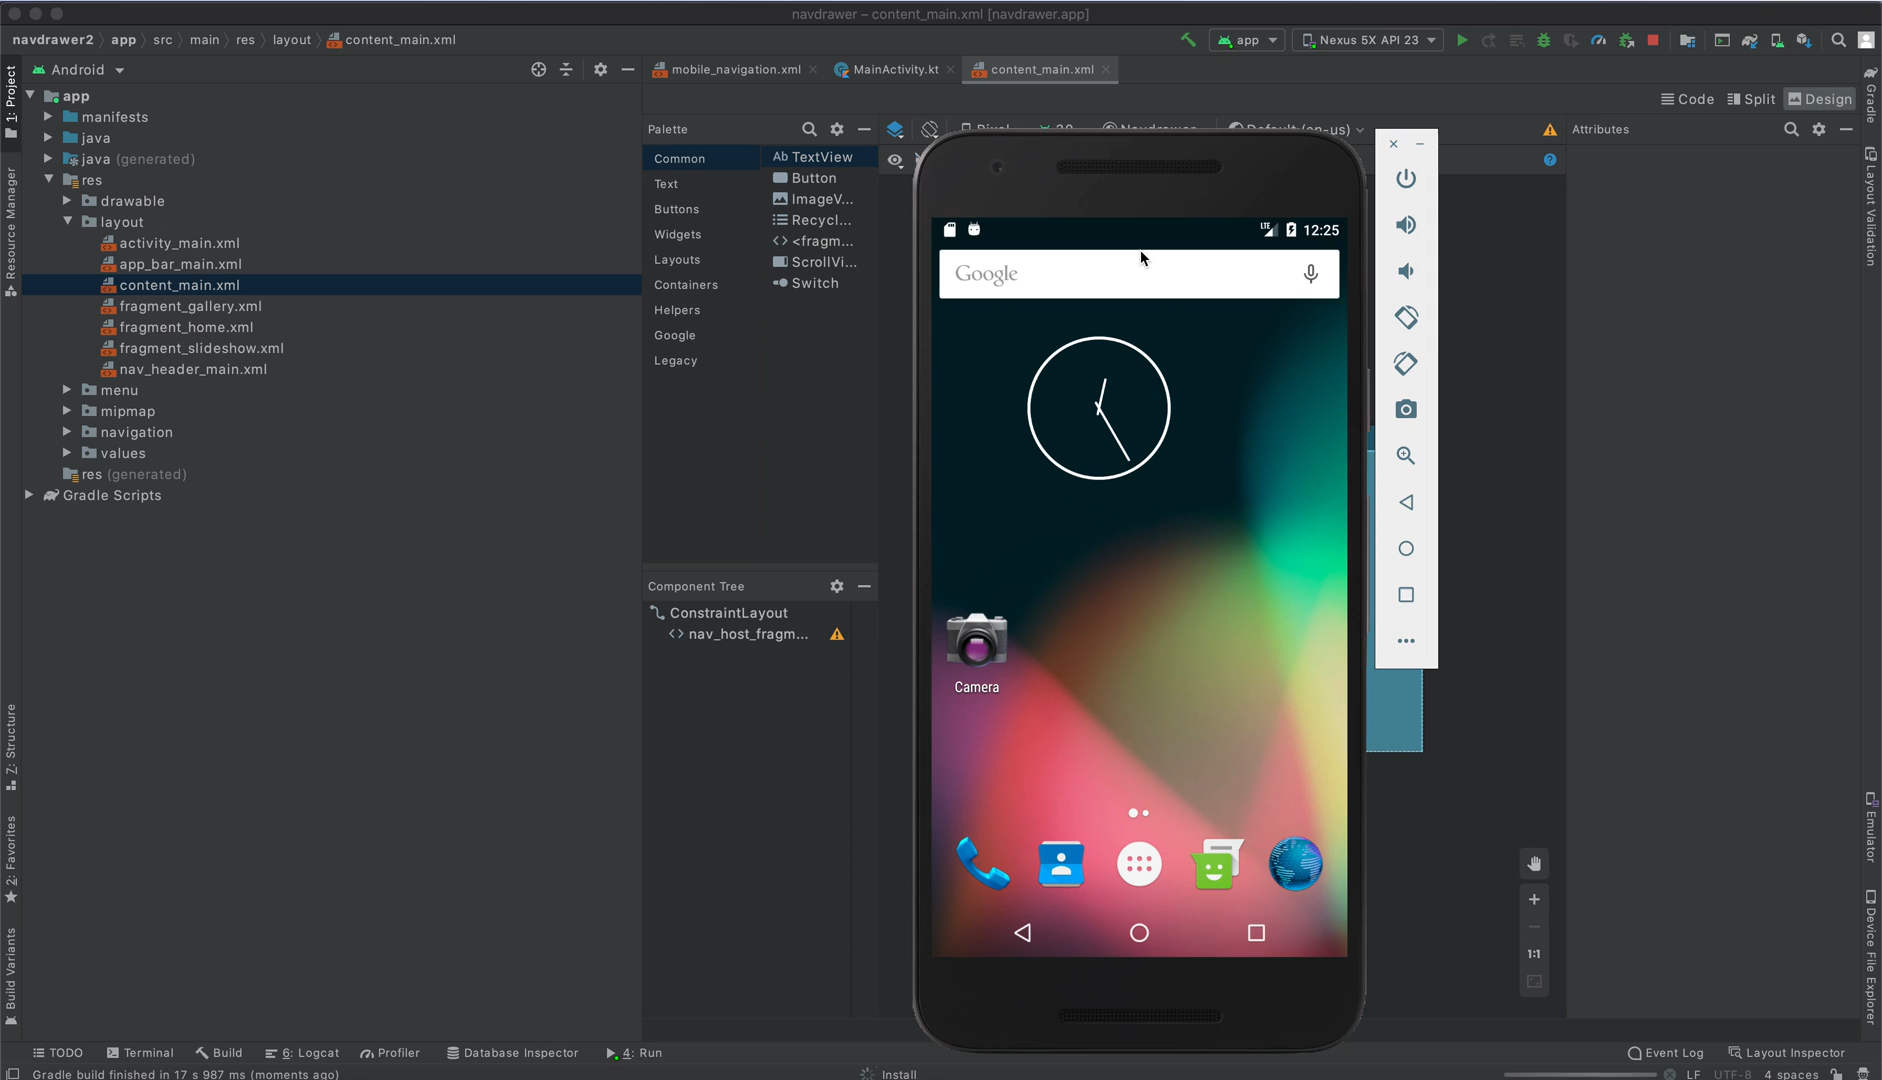 navdrawer – content_main.xml [navdrawer.app]
navdrawer2 app src main res layout content_main.xml
app
Nexus 5X API 23
1: Project
Android
mobile_navigation.xml
MainActivity.kt
content_main.xml
Code
Split
Design
app
manifests
java
java (generated)
res
drawable
layout
activity_main.xml
app_bar_main.xml
content_main.xml
fragment_gallery.xml
fragment_home.xml
fragment_slideshow.xml
nav_header_main.xml
menu
mipmap
navigation
values
res (generated)
Gradle Scripts
Resource Manager
Z: Structure
2: Favorites
Build Variants
Palette
Common
Text
Buttons
Widgets
Layouts
Containers
Helpers
Google
Legacy
Ab TextView
Button
ImageV...
Recycl...
<fragm...
ScrollVi...
Switch
Component Tree
ConstraintLayout
nav_host_fragm...
Default (en-us)
Attributes
LTE
12:25
Google
Camera
1:1
Gradle
Layout Validation
Emulator
Device File Explorer
TODO
Terminal
Build
6: Logcat
Profiler
Database Inspector
4: Run
Event Log
Layout Inspector
Gradle build finished in 17 s 987 ms (moments ago)
Install
LF
UTF-8
4 spaces